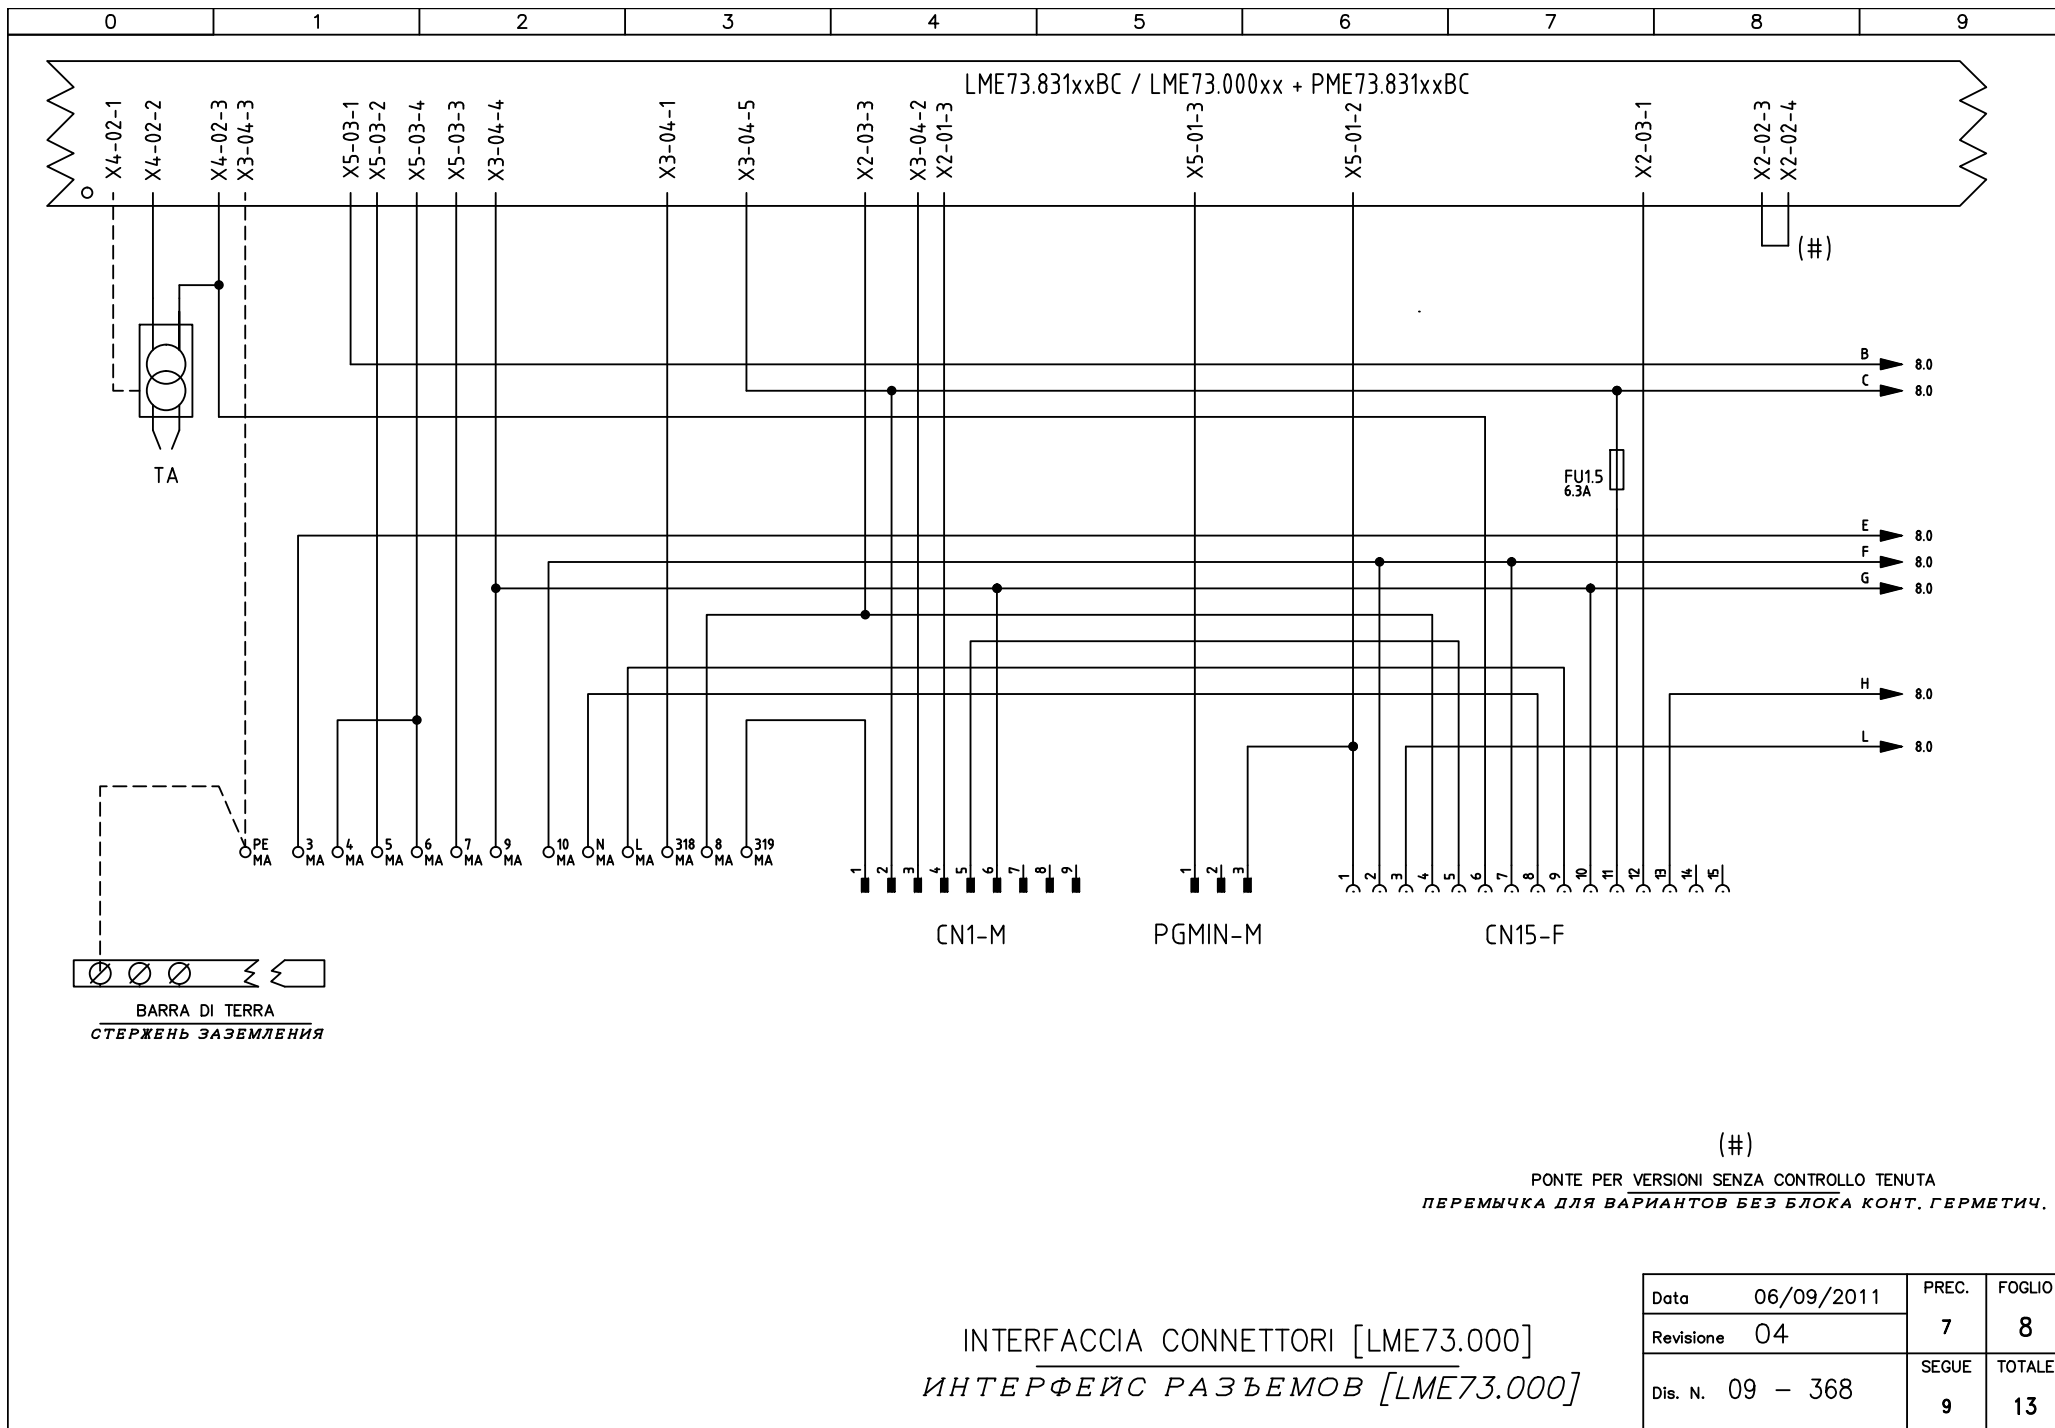 0 1 2 3 4 5 6 7 8 9
LME73.831xxBC / LME73.000xx + PME73.831xxBC
X4-02-1
X4-02-2
X4-02-3
X3-04-3
X5-03-1
X5-03-2
X5-03-4
X5-03-3
X3-04-4
X3-04-1
X3-04-5
X2-03-3
X3-04-2
X2-01-3
X5-01-3
X5-01-2
X2-03-1
X2-02-3
X2-02-4
(#)
B 8.0
C 8.0
TA
FU1.5
6.3A
E 8.0
F 8.0
G 8.0
H 8.0
L 8.0
PE MA
3 MA
4 MA
5 MA
6 MA
7 MA
9 MA
10 MA
N MA
L MA
318 MA
8 MA
319 MA
1 2 3 4 5 6 7 8 9
1 2 3
1 2 3 4 5 6 7 8 9 10 11 12 13 14 15
CN1-M
PGMIN-M
CN15-F
BARRA DI TERRA
СТЕРЖЕНЬ ЗАЗЕМЛЕНИЯ
(#)
PONTE PER VERSIONI SENZA CONTROLLO TENUTA
ПЕРЕМЫЧКА ДЛЯ ВАРИАНТОВ БЕЗ БЛОКА КОНТ. ГЕРМЕТИЧ.
INTERFACCIA CONNETTORI [LME73.000]
ИНТЕРФЕЙС РАЗЪЕМОВ [LME73.000]
Data 06/09/2011
Revisione 04
Dis. N. 09 - 368
PREC.
7
FOGLIO
8
SEGUE
9
TOTALE
13